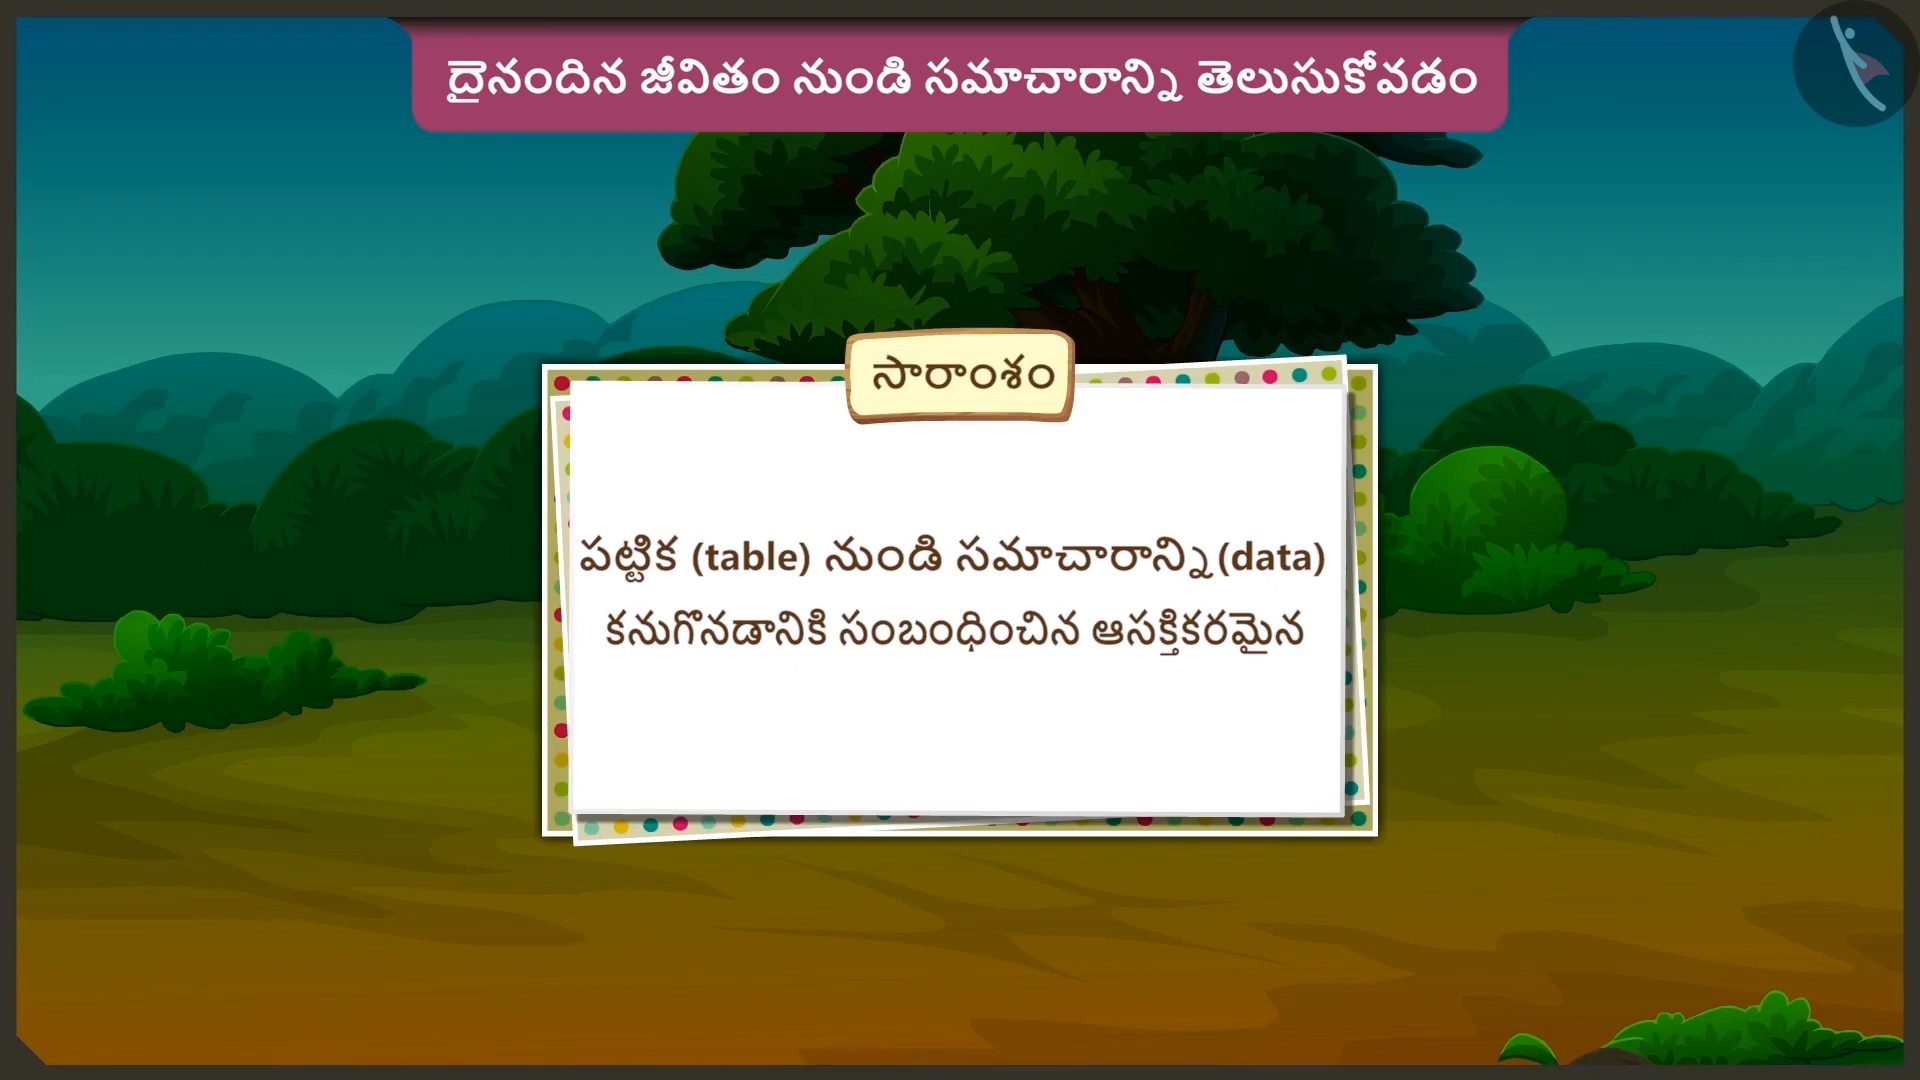 దైనందిన జీవితం నుండి సమాచారాన్ని తెలుసుకోవడం
సారాంశం
పట్టిక (table) నుండి సమాచారాన్ని(data)
కనుగొనడానికి సంబంధించిన ఆసక్తికరమైన